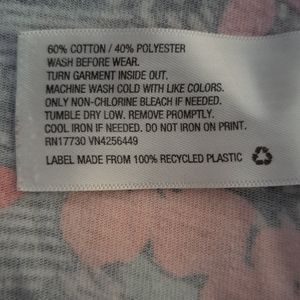 60% COTTON / 40% POLYESTER
WASH BEFORE WEAR.
TURN GARMENT INSIDE OUT.
MACHINE WASH COLD WITH LIKE COLORS.
ONLY NON-CHLORINE BLEACH IF NEEDED.
TUMBLE DRY LOW. REMOVE PROMPTLY.
COOL IRON IF NEEDED. DO NOT IRON ON PRINT.
RN17730 VN4256449
LABEL MADE FROM 100% RECYCLED PLASTIC